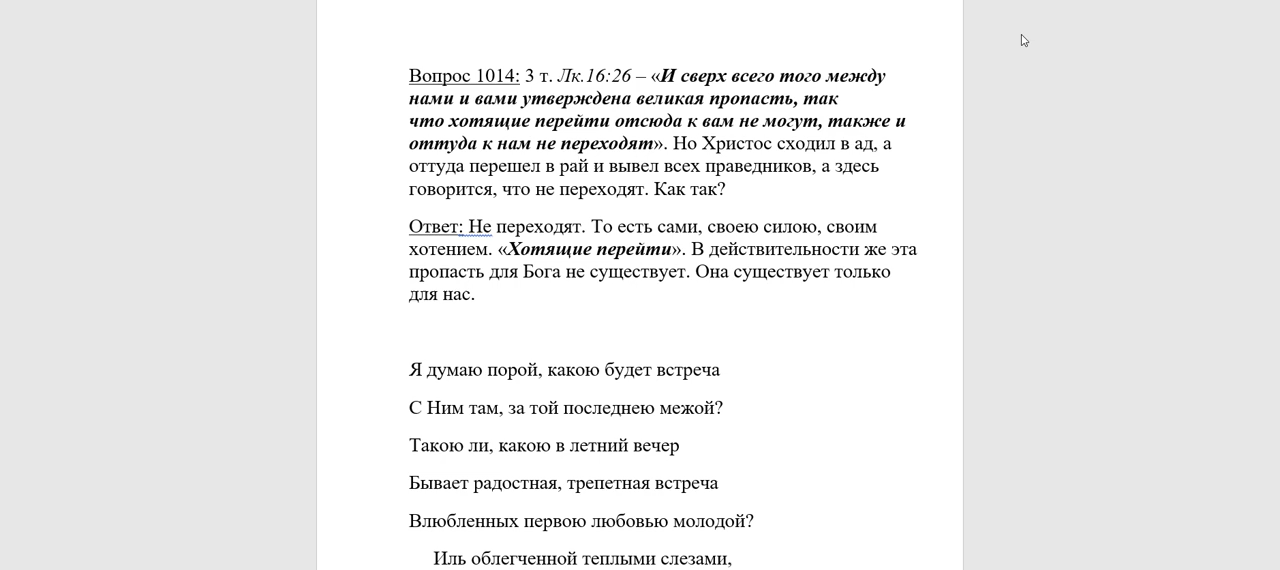 Вопрос 1014: 3 т. Лк.16:26 – «И сверх всего того между
нами и вами утверждена великая пропасть, так
что хотящие перейти отсюда к вам не могут, также и
оттуда к нам не переходят». Но Христос сходил в ад, а
оттуда перешел в рай и вывел всех праведников, а здесь
говорится, что не переходят. Как так?
Ответ: Не переходят. То есть сами, своею силою, своим
хотением. «Хотящие перейти». В действительности же эта
пропасть для Бога не существует. Она существует только
для нас.
Я думаю порой, какою будет встреча
С Ним там, за той последнею межой?
Такою ли, какою в летний вечер
Бывает радостная, трепетная встреча
Влюбленных первою любовью молодой?
Иль облегченной теплыми слезами,